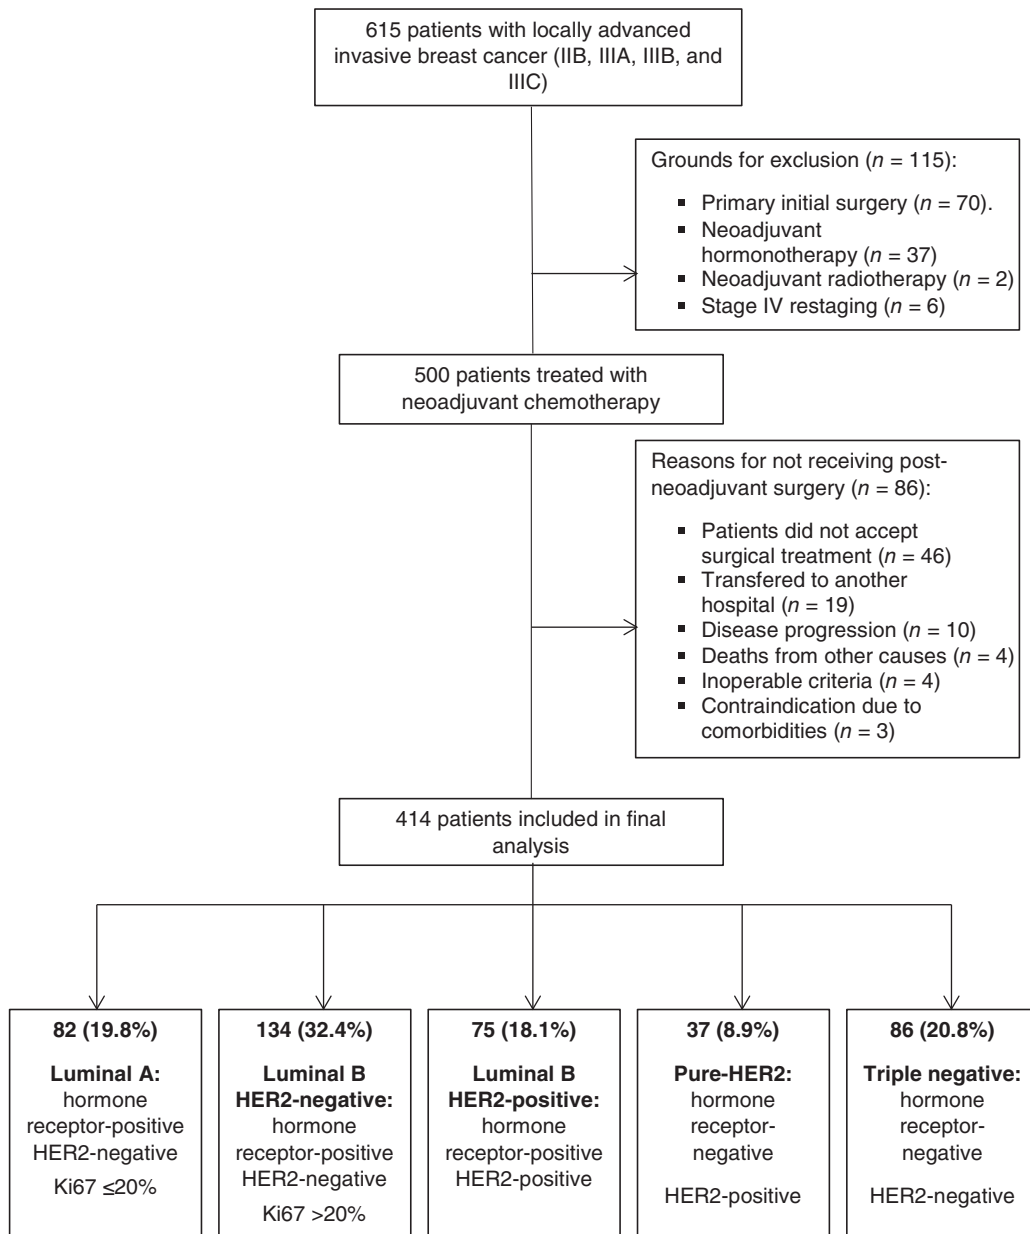 615 patients with locally advanced
invasive breast cancer (IIB, IIIA, IIIB, and
IIIC)
Grounds for exclusion (n = 115):
▪ Primary initial surgery (n = 70).
▪ Neoadjuvant
hormonotherapy (n = 37)
▪ Neoadjuvant radiotherapy (n = 2)
▪ Stage IV restaging (n = 6)
500 patients treated with
neoadjuvant chemotherapy
Reasons for not receiving post-
neoadjuvant surgery (n = 86):
▪ Patients did not accept
surgical treatment (n = 46)
▪ Transfered to another
hospital (n = 19)
▪ Disease progression (n = 10)
▪ Deaths from other causes (n = 4)
▪ Inoperable criteria (n = 4)
▪ Contraindication due to
comorbidities (n = 3)
414 patients included in final
analysis
82 (19.8%)
Luminal A:
hormone
receptor-positive
HER2-negative
Ki67 ≤20%
134 (32.4%)
Luminal B
HER2-negative:
hormone
receptor-positive
HER2-negative
Ki67 >20%
75 (18.1%)
Luminal B
HER2-positive:
hormone
receptor-positive
HER2-positive
37 (8.9%)
Pure-HER2:
hormone
receptor-
negative
HER2-positive
86 (20.8%)
Triple negative:
hormone
receptor-
negative
HER2-negative